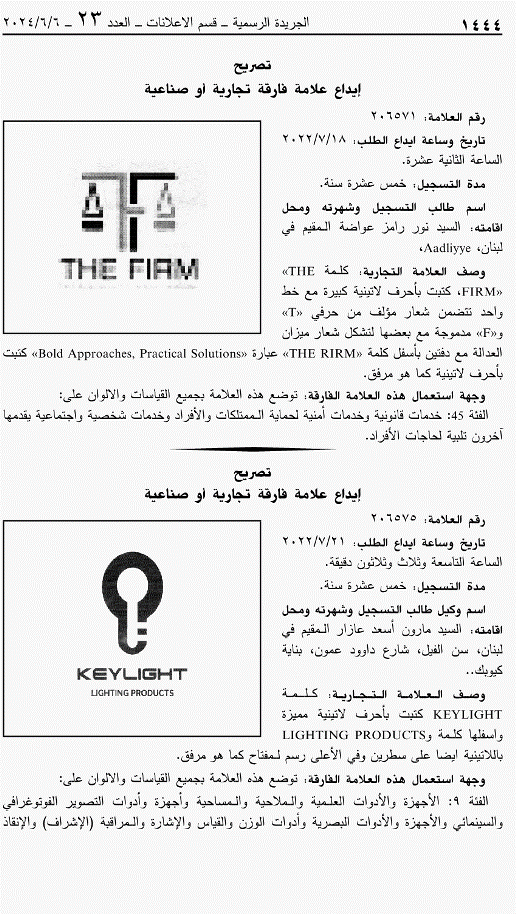 ١٤٤٤ الجريدة الرسمية ــ قسم الاعلانات ــ العدد ٢٣ ــ ٢٠٢٤/٦/٦
تصريح
إيداع علامة فارقة تجارية أو صناعية
رقم العلامة: ٢٠٦٥٧١
تاريخ وساعة ايداع الطلب: ٢٠٢٢/٧/١٨
الساعة الثانية عشرة.
مدة التسجيل: خمس عشرة سنة.
اسم طالب التسجيل وشهرته ومحل
اقامته: السيد نور رامز عواضة المقيم في
لبنان، Aadliyye،
وصف العلامة التجارية: كلمة «THE
FIRM»، كتبت بأحرف لاتينية كبيرة مع خط
واحد تتضمن شعار مؤلف من حرفي «T»
و«F» مدموجة مع بعضها لتشكل شعار ميزان
العدالة مع دفتين بأسفل كلمة «THE RIRM» عبارة «Bold Approaches, Practical Solutions» كتبت
بأحرف لاتينية كما هو مرفق.
THE FIRM
وجهة استعمال هذه العلامة الفارقة: توضع هذه العلامة بجميع القياسات والالوان على:
الفئة 45: خدمات قانونية وخدمات أمنية لحماية الممتلكات والأفراد وخدمات شخصية واجتماعية يقدمها
آخرون تلبية لحاجات الأفراد.
تصريح
إيداع علامة فارقة تجارية أو صناعية
رقم العلامة: ٢٠٦٥٧٥
تاريخ وساعة ايداع الطلب: ٢٠٢٢/٧/٢١
الساعة التاسعة وثلاث وثلاثون دقيقة.
مدة التسجيل: خمس عشرة سنة.
اسم وكيل طالب التسجيل وشهرته ومحل
اقامته: السيد مارون أسعد عازار المقيم في
لبنان، سن الفيل، شارع داوود عمون، بناية
كيوبك..
وصف العلامة التجارية: كلمة
KEYLIGHT كتبت بأحرف لاتينية مميزة
واسفلها كلمة وLIGHTING PRODUCTS
باللاتينية ايضا على سطرين وفي الأعلى رسم لمفتاح كما هو مرفق.
KEYLIGHT
LIGHTING PRODUCTS
وجهة استعمال هذه العلامة الفارقة: توضع هذه العلامة بجميع القياسات والالوان على:
الفئة ٩: الأجهزة والأدوات العلمية والملاحية والمساحية وأجهزة وأدوات التصوير الفوتوغرافي
والسينمائي والأجهزة والأدوات البصرية وأدوات الوزن والقياس والإشارة والمراقبة (الإشراف) والإنقاذ